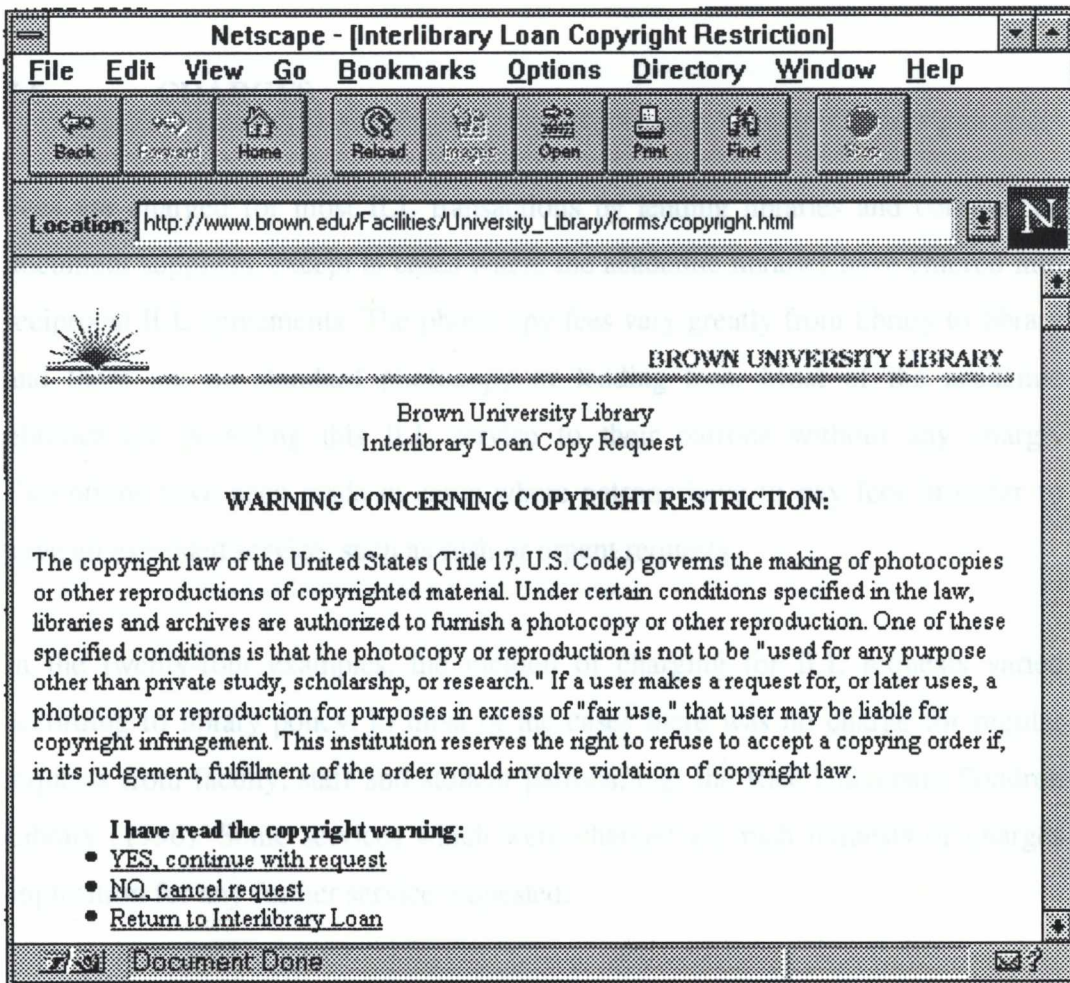 Netscape - [Interlibrary Loan Copyright Restriction]
File Edit View Go Bookmarks Options Directory Window Help
Back Forward Home Reload Images Open Print Find Stop
Location: http://www.brown.edu/Facilities/University_Library/forms/copyright.html
N
BROWN UNIVERSITY LIBRARY
Brown University Library
Interlibrary Loan Copy Request
WARNING CONCERNING COPYRIGHT RESTRICTION:
The copyright law of the United States (Title 17, U.S. Code) governs the making of photocopies
or other reproductions of copyrighted material. Under certain conditions specified in the law,
libraries and archives are authorized to furnish a photocopy or other reproduction. One of these
specified conditions is that the photocopy or reproduction is not to be "used for any purpose
other than private study, scholarshp, or research." If a user makes a request for, or later uses, a
photocopy or reproduction for purposes in excess of "fair use," that user may be liable for
copyright infringement. This institution reserves the right to refuse to accept a copying order if,
in its judgement, fulfillment of the order would involve violation of copyright law.
I have read the copyright warning:
• YES, continue with request
• NO, cancel request
• Return to Interlibrary Loan
Document: Done
?